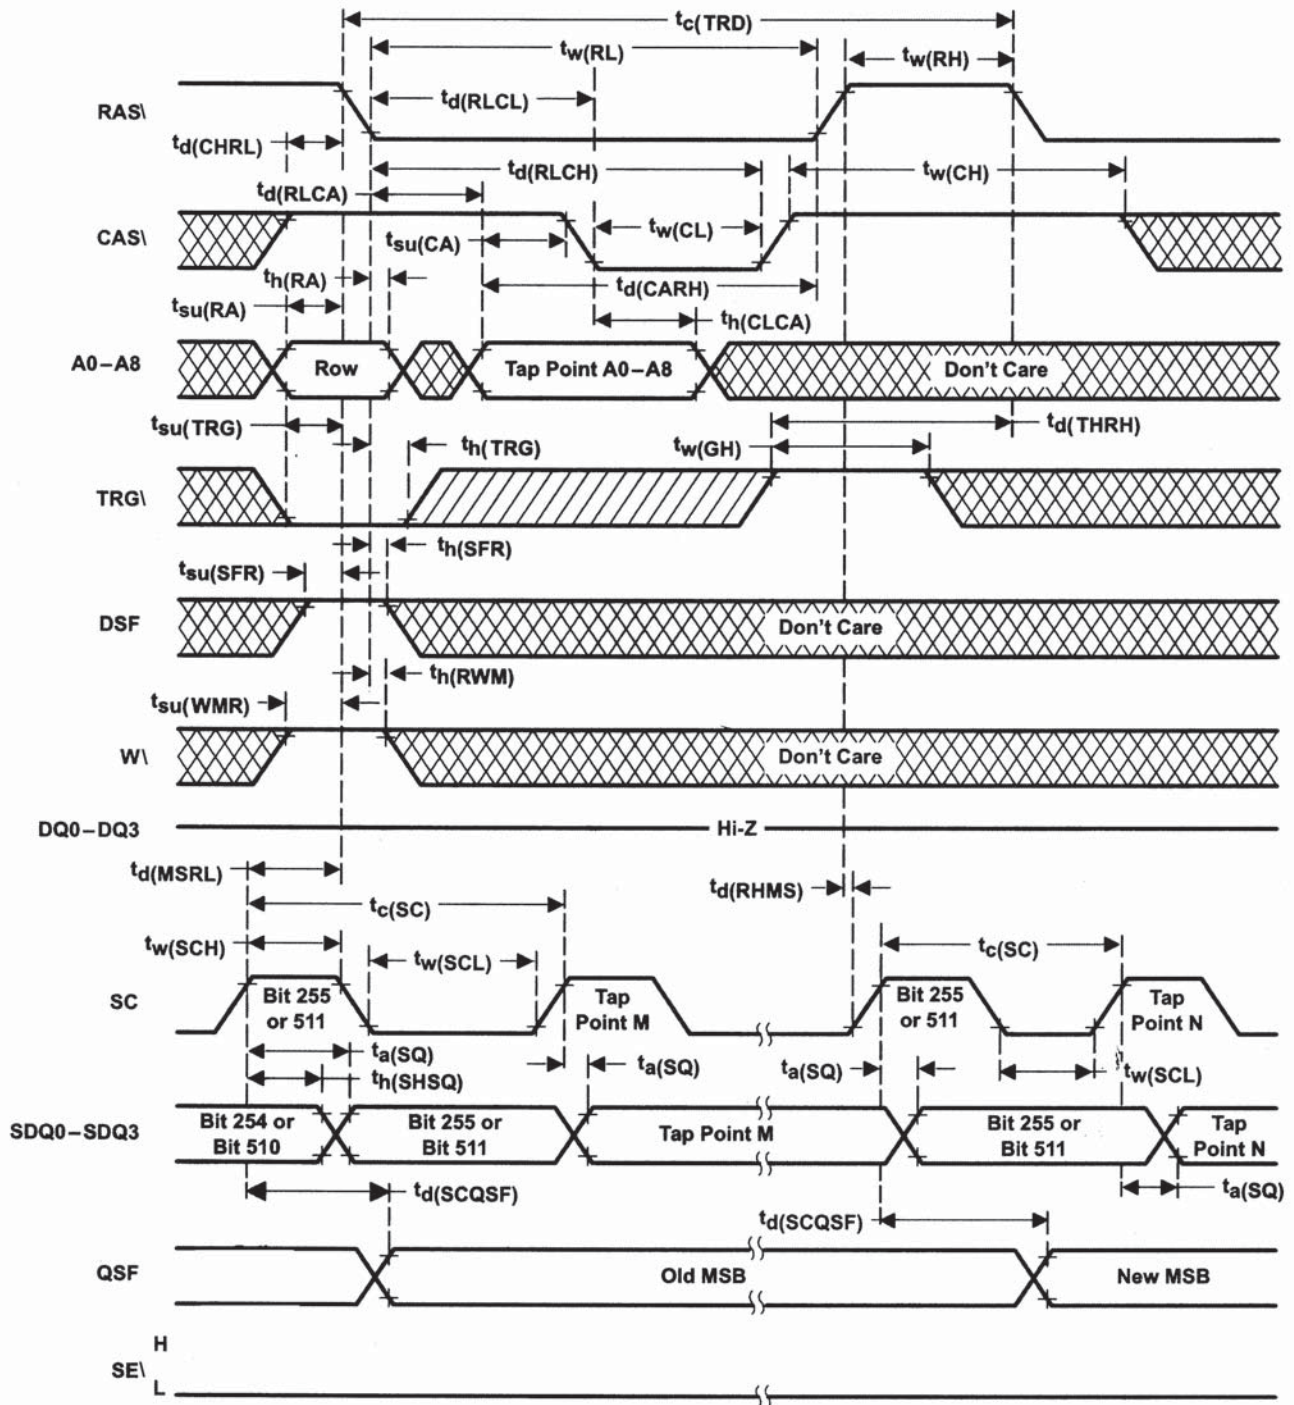 tc(TRD)
tw(RL)
tw(RH)
RAS\
td(RLCL)
td(CHRL)
td(RLCH)
tw(CH)
td(RLCA)
CAS\
tsu(CA)
tw(CL)
th(RA)
td(CARH)
tsu(RA)
th(CLCA)
A0–A8
Row
Tap Point A0–A8
Don't Care
tsu(TRG)
td(THRH)
th(TRG)
tw(GH)
TRG\
th(SFR)
tsu(SFR)
DSF
Don't Care
th(RWM)
tsu(WMR)
W\
Don't Care
DQ0–DQ3
Hi-Z
td(MSRL)
td(RHMS)
tc(SC)
tw(SCH)
tw(SCL)
tc(SC)
SC
Bit 255
or 511
Tap
Point M
Bit 255
or 511
Tap
Point N
ta(SQ)
ta(SQ)
ta(SQ)
tw(SCL)
th(SHSQ)
SDQ0–SDQ3
Bit 254 or
Bit 510
Bit 255 or
Bit 511
Tap Point M
Bit 255 or
Bit 511
Tap
Point N
td(SCQSF)
ta(SQ)
td(SCQSF)
QSF
Old MSB
New MSB
H
SE\
L